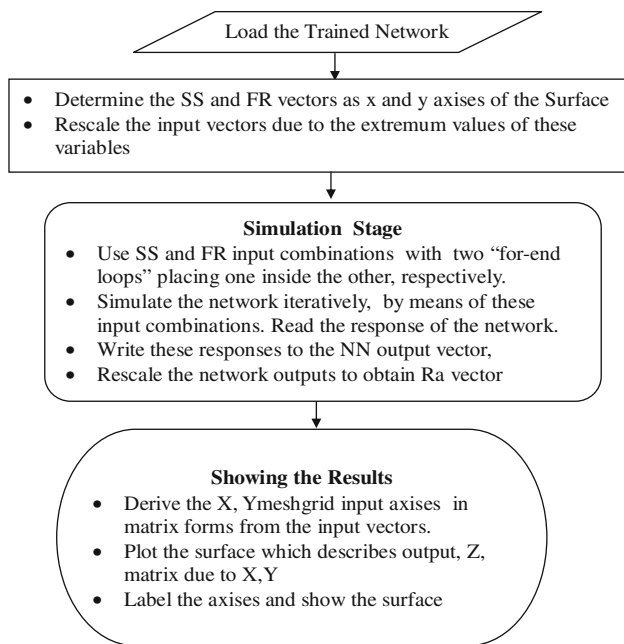 Load the Trained Network
• Determine the SS and FR vectors as x and y axises of the Surface
• Rescale the input vectors due to the extremum values of these
variables
Simulation Stage
• Use SS and FR input combinations with two “for-end
loops” placing one inside the other, respectively.
• Simulate the network iteratively, by means of these
input combinations. Read the response of the network.
• Write these responses to the NN output vector,
• Rescale the network outputs to obtain Ra vector
Showing the Results
• Derive the X, Ymeshgrid input axises in
matrix forms from the input vectors.
• Plot the surface which describes output, Z,
matrix due to X,Y
• Label the axises and show the surface